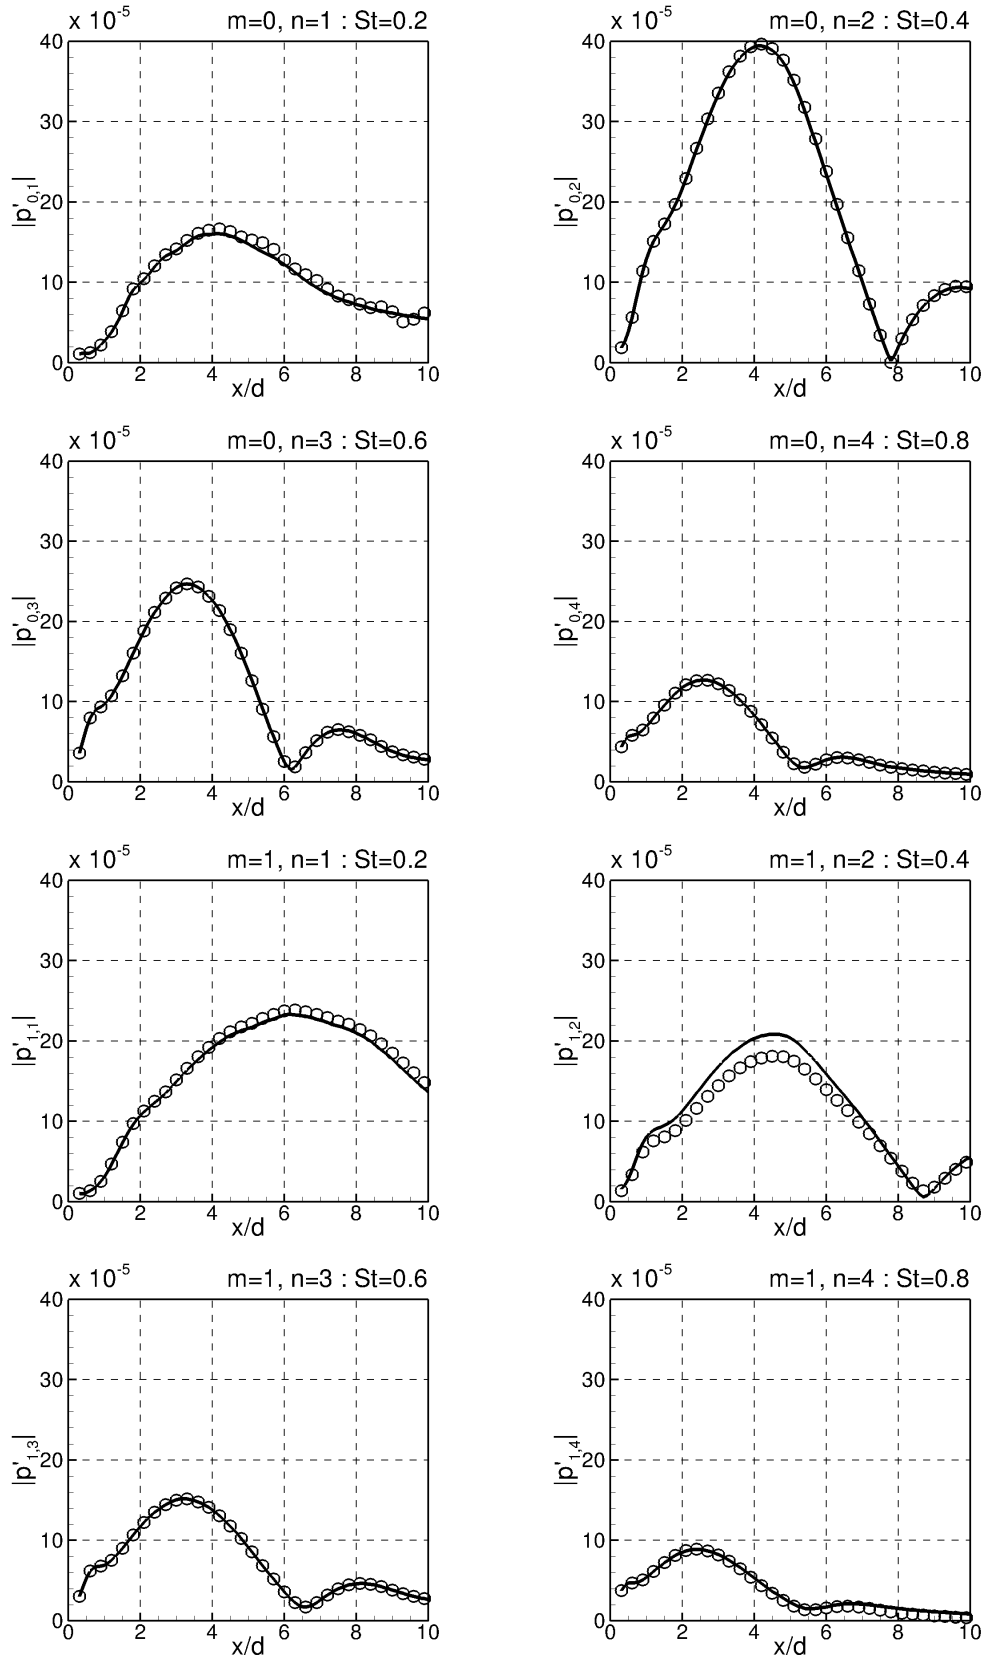 x 10-5 m=0, n=1 : St=0.2
40
30
20
10
0
|p'0,1|
0 2 4 6 8 10
x/d
x 10-5 m=0, n=2 : St=0.4
40
30
20
10
0
|p'0,2|
0 2 4 6 8 10
x/d
x 10-5 m=0, n=3 : St=0.6
40
30
20
10
0
|p'0,3|
0 2 4 6 8 10
x/d
x 10-5 m=0, n=4 : St=0.8
40
30
20
10
0
|p'0,4|
0 2 4 6 8 10
x/d
x 10-5 m=1, n=1 : St=0.2
40
30
20
10
0
|p'1,1|
0 2 4 6 8 10
x/d
x 10-5 m=1, n=2 : St=0.4
40
30
20
10
0
|p'1,2|
0 2 4 6 8 10
x/d
x 10-5 m=1, n=3 : St=0.6
40
30
20
10
0
|p'1,3|
0 2 4 6 8 10
x/d
x 10-5 m=1, n=4 : St=0.8
40
30
20
10
0
|p'1,4|
0 2 4 6 8 10
x/d